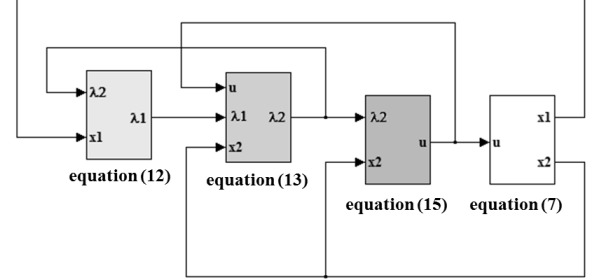 u
λ2
λ1
λ1
λ2
λ2
x1
u
u
x1
x2
x2
x2
equation (12)
equation (13)
equation (15)
equation (7)